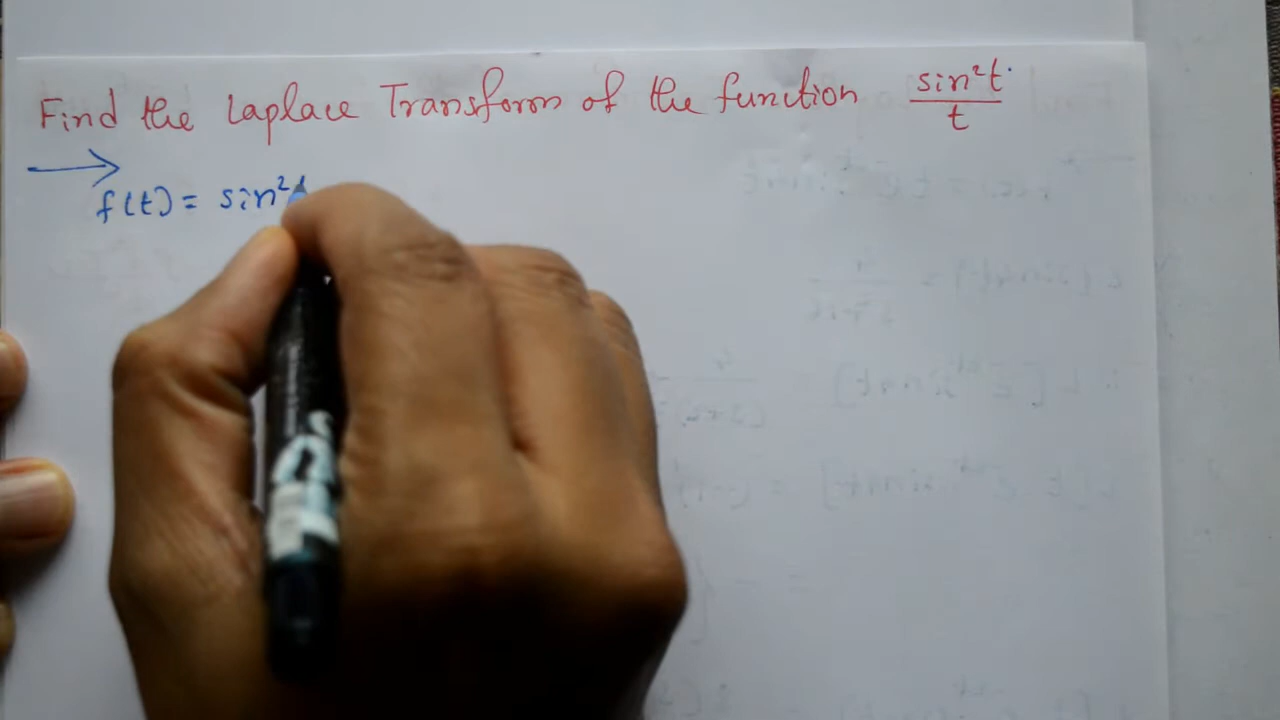 Find the Laplace Transform of the function sin²t/t
f(t) = sin²